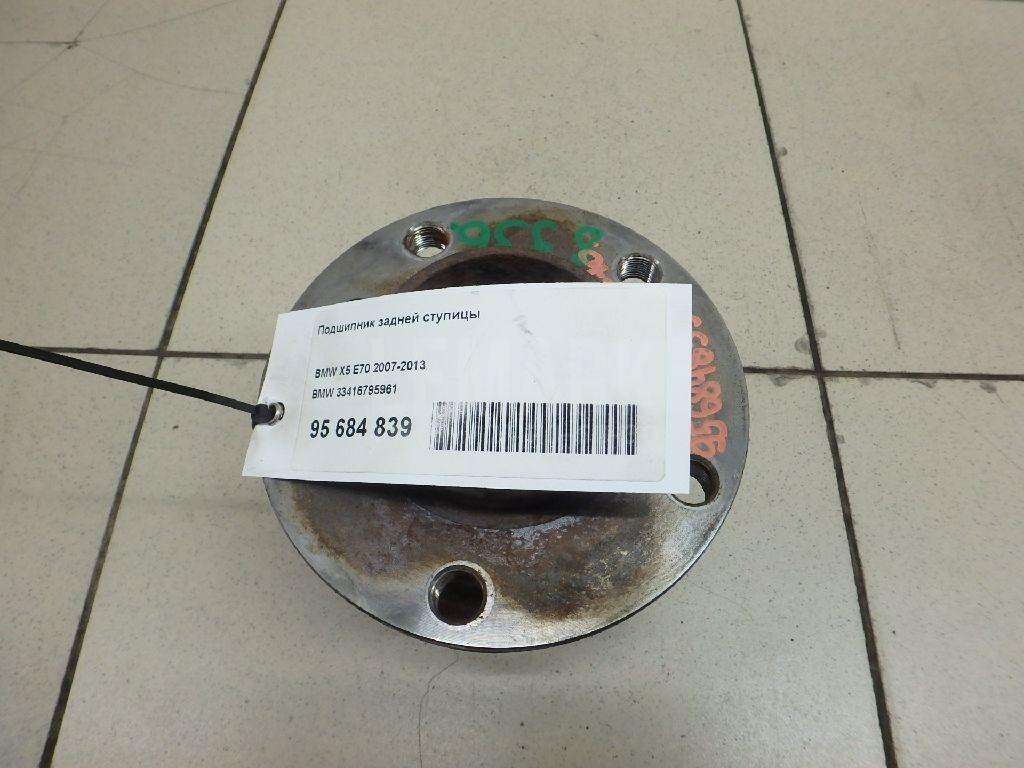 Подшипник задней ступицы
BMW X5 E70 2007-2013
BMW 33416795961
95 684 839